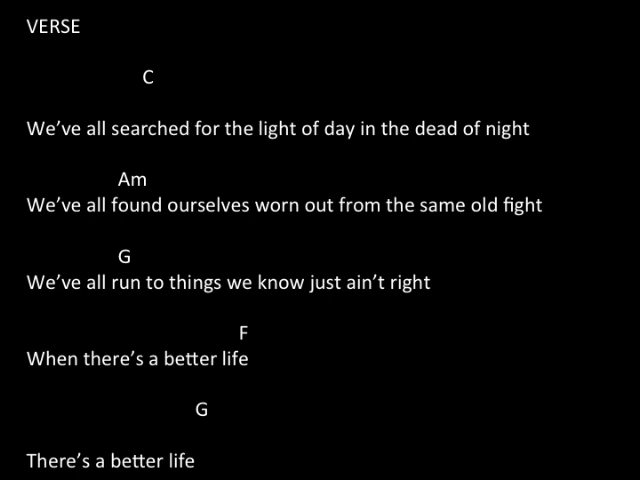 VERSE
C
We’ve all searched for the light of day in the dead of night
Am
We’ve all found ourselves worn out from the same old fight
G
We’ve all run to things we know just ain’t right
F
When there’s a better life
G
There’s a better life